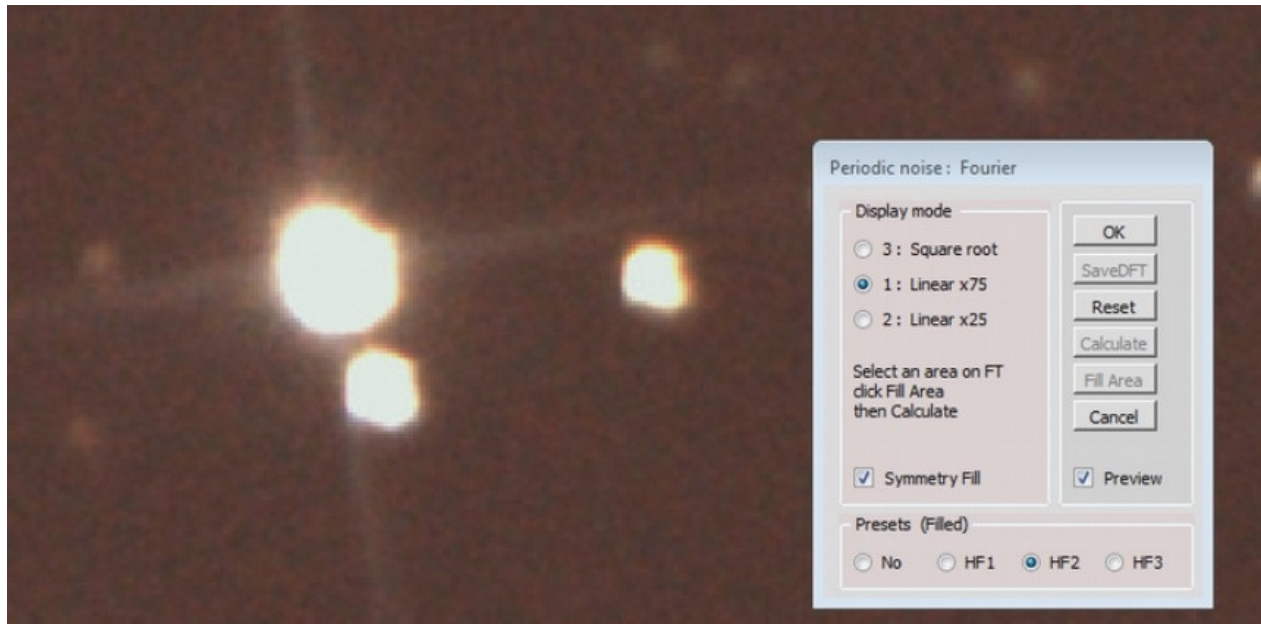 Periodic noise : Fourier
Display mode
3 : Square root
1 : Linear x75
2 : Linear x25
Select an area on FT
click Fill Area
then Calculate
Symmetry Fill
OK
SaveDFT
Reset
Calculate
Fill Area
Cancel
Preview
Presets (Filled)
No HF1 HF2 HF3